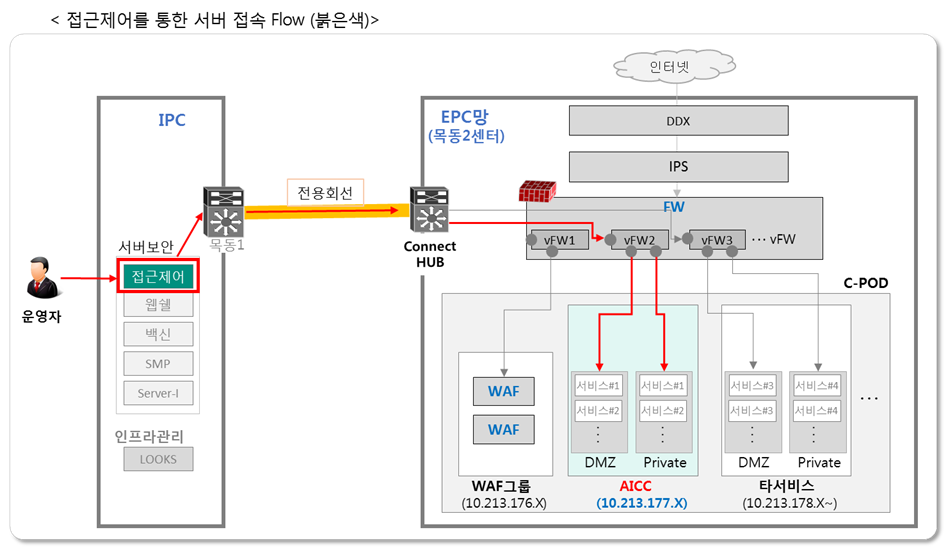 < 접근제어를 통한 서버 접속 Flow (붉은색)>
인터넷
IPC
EPC망
(목동2센터)
DDX
IPS
전용회선
FW
목동1
Connect
HUB
vFW1
vFW2
vFW3
··· vFW
서버보안
접근제어
웹쉘
백신
SMP
Server-I
운영자
인프라관리
LOOKS
C-POD
WAF
WAF
WAF그룹
(10.213.176.X)
서비스#1
서비스#2
⋮
DMZ
서비스#1
서비스#2
⋮
Private
AICC
(10.213.177.X)
서비스#3
서비스#3
⋮
DMZ
서비스#4
서비스#4
⋮
Private
타서비스
(10.213.178.X~)
···